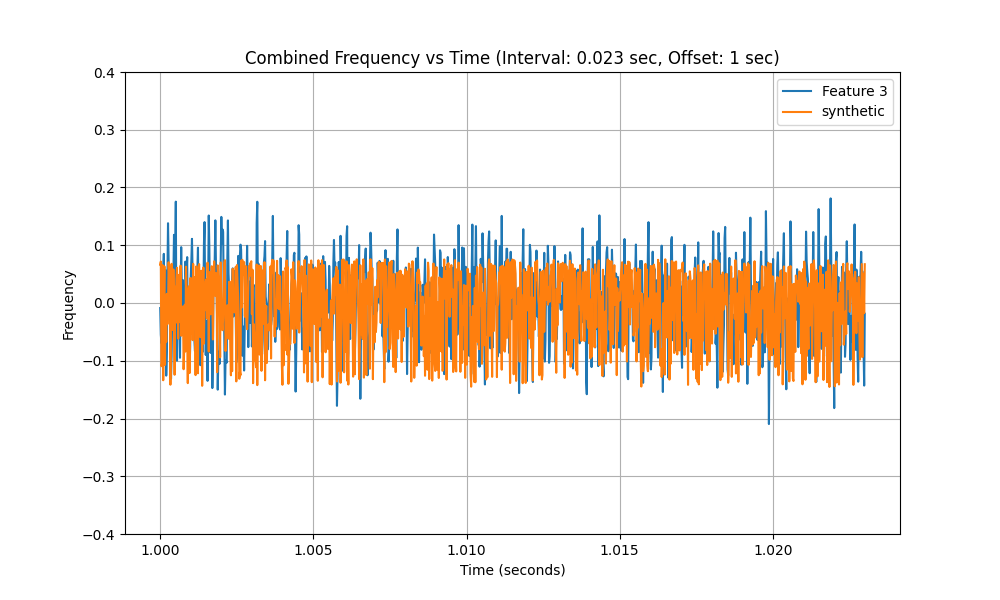 Combined Frequency vs Time (Interval: 0.023 sec, Offset: 1 sec)
Feature 3
synthetic
0.4
0.3
0.2
0.1
0.0
−0.1
−0.2
−0.3
−0.4
Frequency
1.000 1.005 1.010 1.015 1.020
Time (seconds)